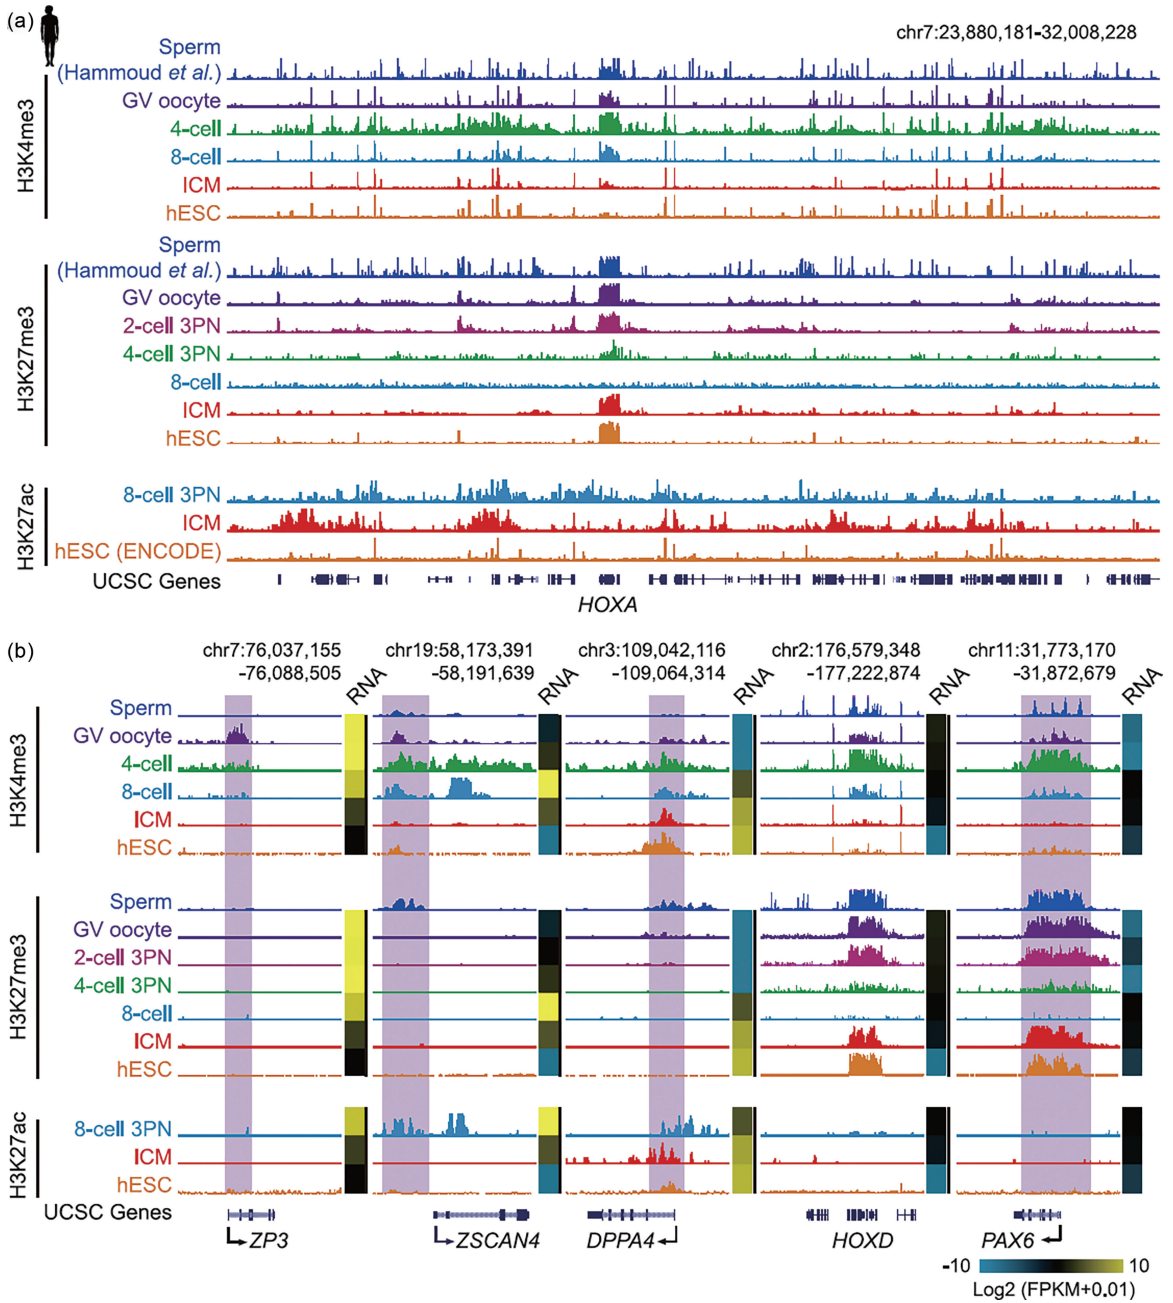 (a)
chr7:23,880,181-32,008,228
H3K4me3
Sperm
(Hammoud et al.)
GV oocyte
4-cell
8-cell
ICM
hESC
H3K27me3
Sperm
(Hammoud et al.)
GV oocyte
2-cell 3PN
4-cell 3PN
8-cell
ICM
hESC
H3K27ac
8-cell 3PN
ICM
hESC (ENCODE)
UCSC Genes
HOXA
(b)
chr7:76,037,155
-76,088,505
RNA
chr19:58,173,391
-58,191,639
RNA
chr3:109,042,116
-109,064,314
RNA
chr2:176,579,348
-177,222,874
RNA
chr11:31,773,170
-31,872,679
RNA
H3K4me3
Sperm
GV oocyte
4-cell
8-cell
ICM
hESC
H3K27me3
Sperm
GV oocyte
2-cell 3PN
4-cell 3PN
8-cell
ICM
hESC
H3K27ac
8-cell 3PN
ICM
hESC
UCSC Genes
ZP3
ZSCAN4
DPPA4
HOXD
PAX6
-10
10
Log2 (FPKM+0.01)